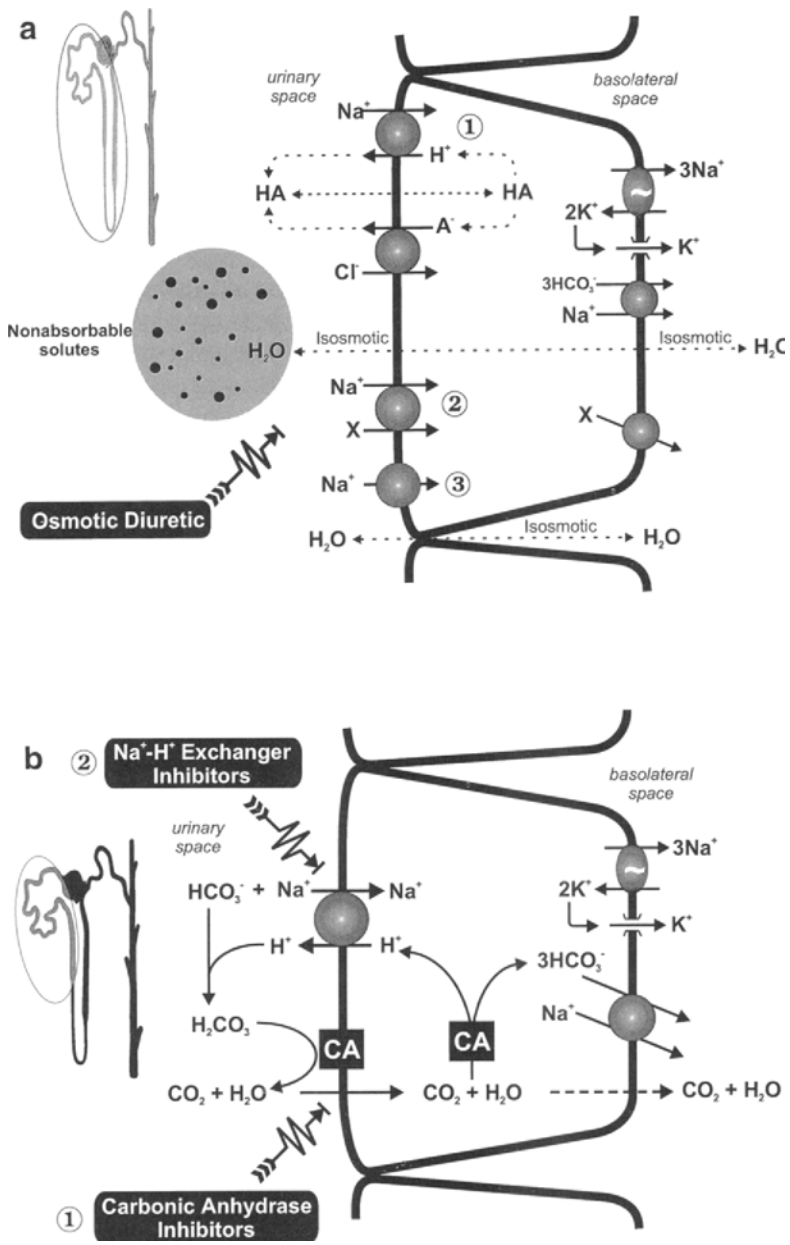 a
urinary
space
basolateral
space
Na⁺
①
H⁺
3Na⁺
HA
HA
2K⁺
K⁺
A⁻
Cl⁻
3HCO₃⁻
Na⁺
Nonabsorbable
solutes
H₂O
Isosmotic
Isosmotic
H₂O
Na⁺
②
X
X
Na⁺
③
Osmotic Diuretic
Isosmotic
H₂O
H₂O
b
②
Na⁺-H⁺ Exchanger
Inhibitors
basolateral
space
urinary
space
3Na⁺
~
~
2K⁺
K⁺
HCO₃⁻ + Na⁺
Na⁺
H⁺
H⁺
3HCO₃⁻
H₂CO₃
Na⁺
CA
CA
CO₂ + H₂O
CO₂ + H₂O
CO₂ + H₂O
①
Carbonic Anhydrase
Inhibitors